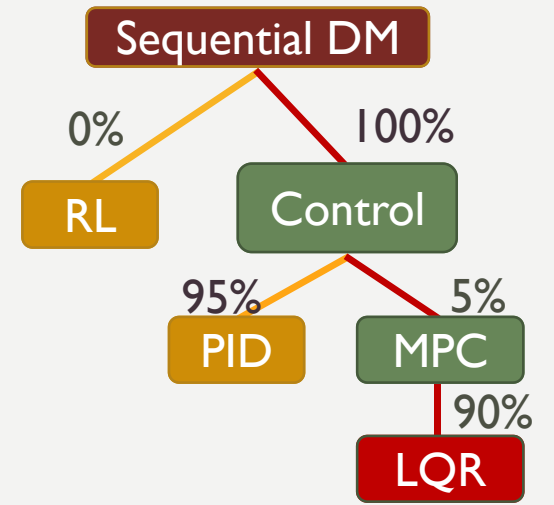 Sequential DM
0%
100%
RL
Control
95%
5%
PID
MPC
90%
LQR